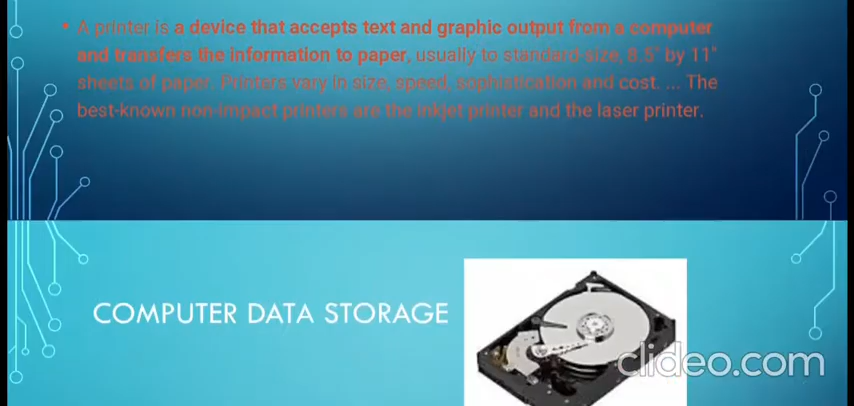 • A printer is a device that accepts text and graphic output from a computer
and transfers the information to paper, usually to standard-size, 8.5" by 11"
sheets of paper. Printers vary in size, speed, sophistication and cost. ... The
best-known non-impact printers are the inkjet printer and the laser printer.
COMPUTER DATA STORAGE
clideo.com